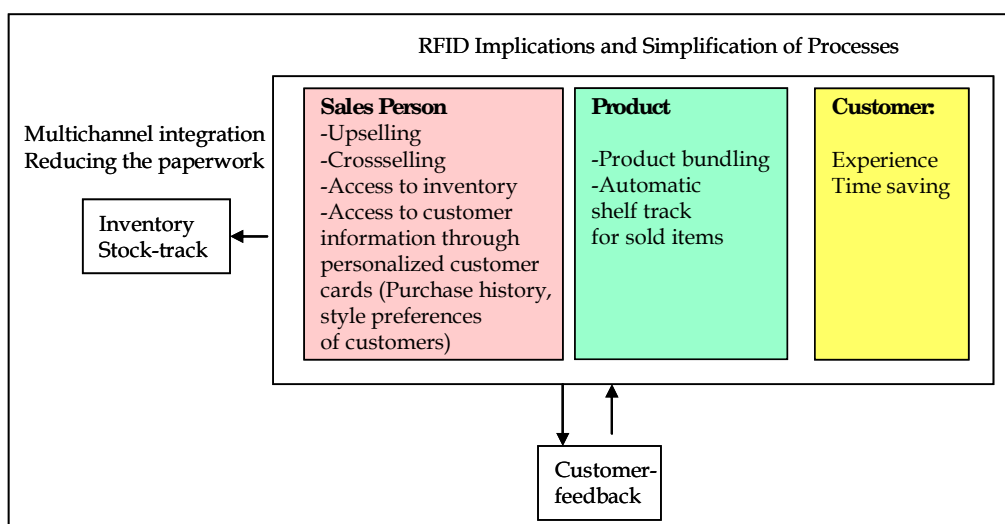 RFID Implications and Simplification of Processes
Multichannel integration
Reducing the paperwork
Inventory
Stock-track
Sales Person
-Upselling
-Crossselling
-Access to inventory
-Access to customer
information through
personalized customer
cards (Purchase history,
style preferences
of customers)
Product
-Product bundling
-Automatic
shelf track
for sold items
Customer:
Experience
Time saving
Customer-
feedback